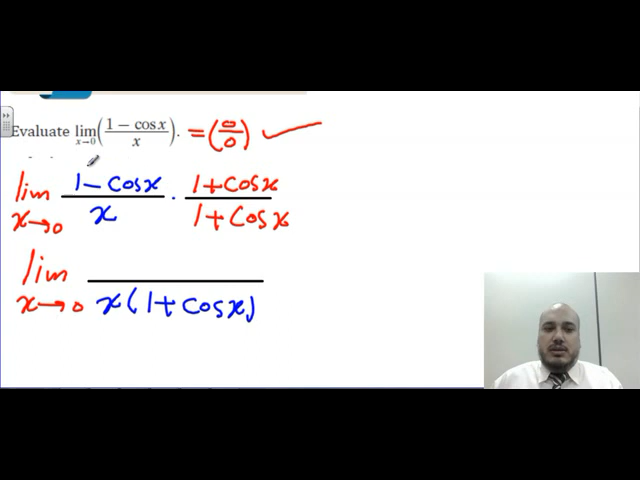 Evaluate lim x→0 (1 − cos x / x). = (0/0) ✓
lim x→0 1 − cos x / x · 1 + cos x / 1 + cos x
lim x→0 ___ / x(1 + cos x)